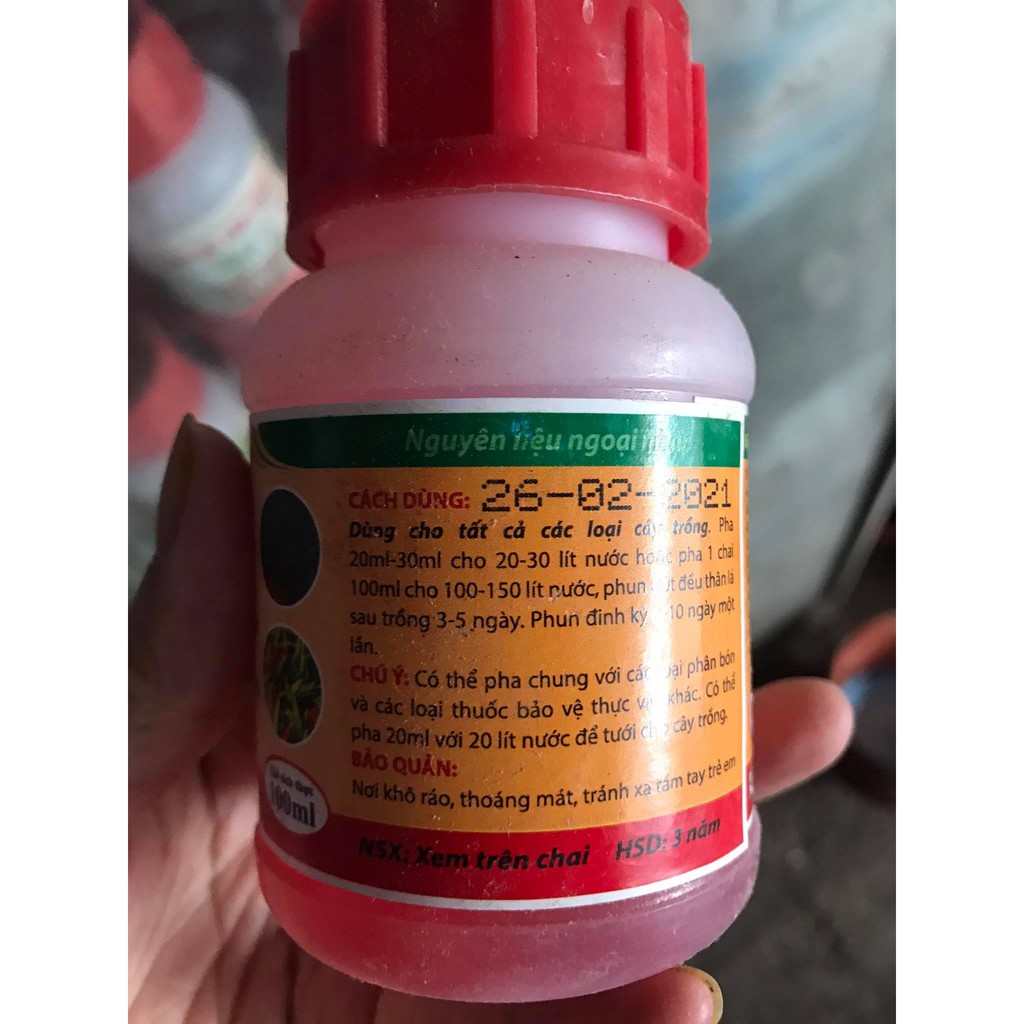 Nguyên liệu ngoại
CÁCH DÙNG: 26-02-2021
Dùng cho tất cả các loại cây trồng. Pha
20ml-30ml cho 20-30 lít nước hoặc pha 1 chai
100ml cho 100-150 lít nước, phun đều thân lá
sau trồng 3-5 ngày. Phun đinh kỳ 10 ngày một
lần.
CHÚ Ý: Có thể pha chung với các loại phân bón
và các loại thuốc bảo vệ thực vật khác. Có thể
pha 20ml với 20 lít nước để tưới cho cây trồng.
BẢO QUẢN:
Nơi khô ráo, thoáng mát, tránh xa tầm tay trẻ em
Thể tích thực
100ml
NSX: Xem trên chai HSD: 3 năm